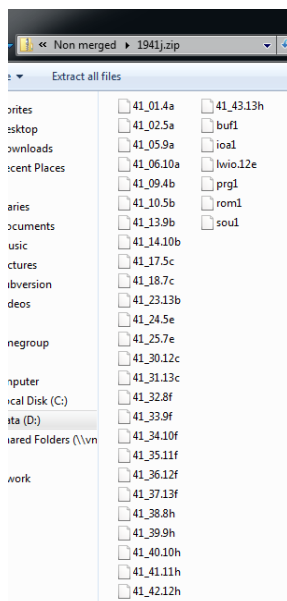 « Non merged ▸ 1941j.zip
Extract all files
orites
esktop
ownloads
ecent Places
aries
ocuments
usic
ctures
ubversion
deos
megroup
mputer
ocal Disk (C:)
ata (D:)
nared Folders (\\vn
work
41_01.4a
41_02.5a
41_05.9a
41_06.10a
41_09.4b
41_10.5b
41_13.9b
41_14.10b
41_17.5c
41_18.7c
41_23.13b
41_24.5e
41_25.7e
41_30.12c
41_31.13c
41_32.8f
41_33.9f
41_34.10f
41_35.11f
41_36.12f
41_37.13f
41_38.8h
41_39.9h
41_40.10h
41_41.11h
41_42.12h
41_43.13h
buf1
ioa1
lwio.12e
prg1
rom1
sou1